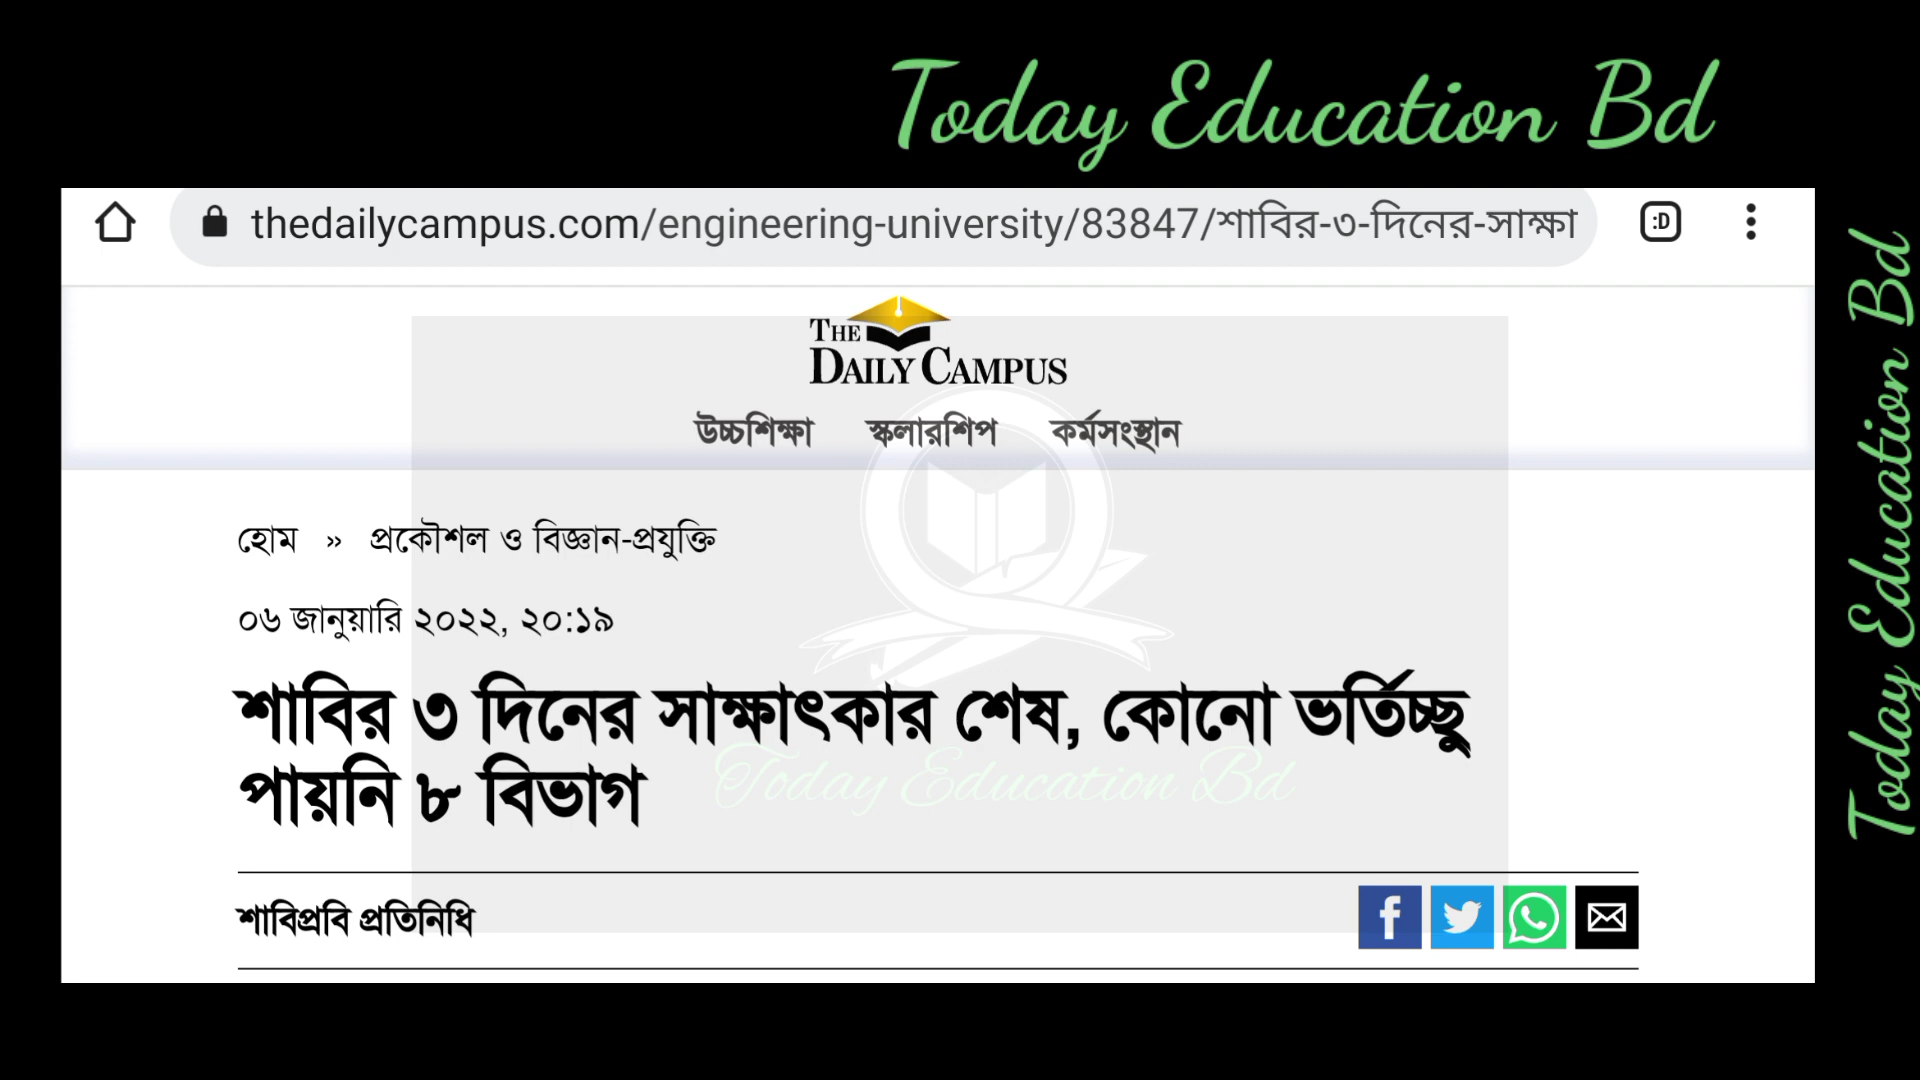 Today Education Bd
thedailycampus.com/engineering-university/83847/শাবির-৩-দিনের-সাক্ষা
:D
THE
DAILY CAMPUS
উচ্চশিক্ষা স্কলারশিপ কর্মসংস্থান
হোম » প্রকৌশল ও বিজ্ঞান-প্রযুক্তি
০৬ জানুয়ারি ২০২২, ২০:১৯
শাবির ৩ দিনের সাক্ষাৎকার শেষ, কোনো ভর্তিচ্ছু
পায়নি ৮ বিভাগ
Today Education Bd
শাবিপ্রবি প্রতিনিধি
Today Education Bd